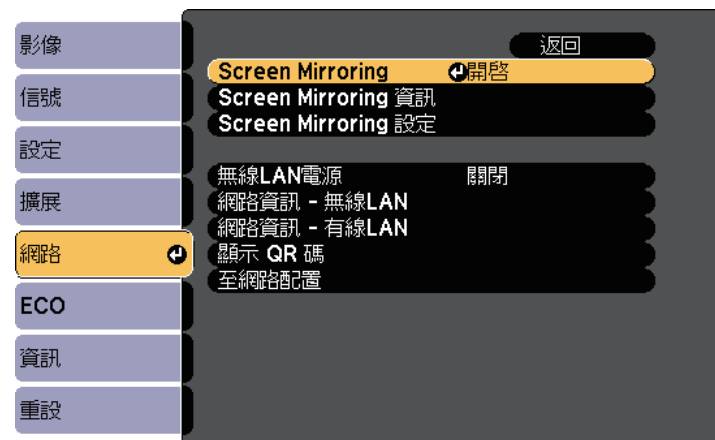 影像
信號
設定
擴展
網路
ECO
資訊
重設
返回
Screen Mirroring 開啓
Screen Mirroring 資訊
Screen Mirroring 設定
無線LAN電源 關閉
網路資訊 - 無線LAN
網路資訊 - 有線LAN
顯示 QR 碼
至網路配置